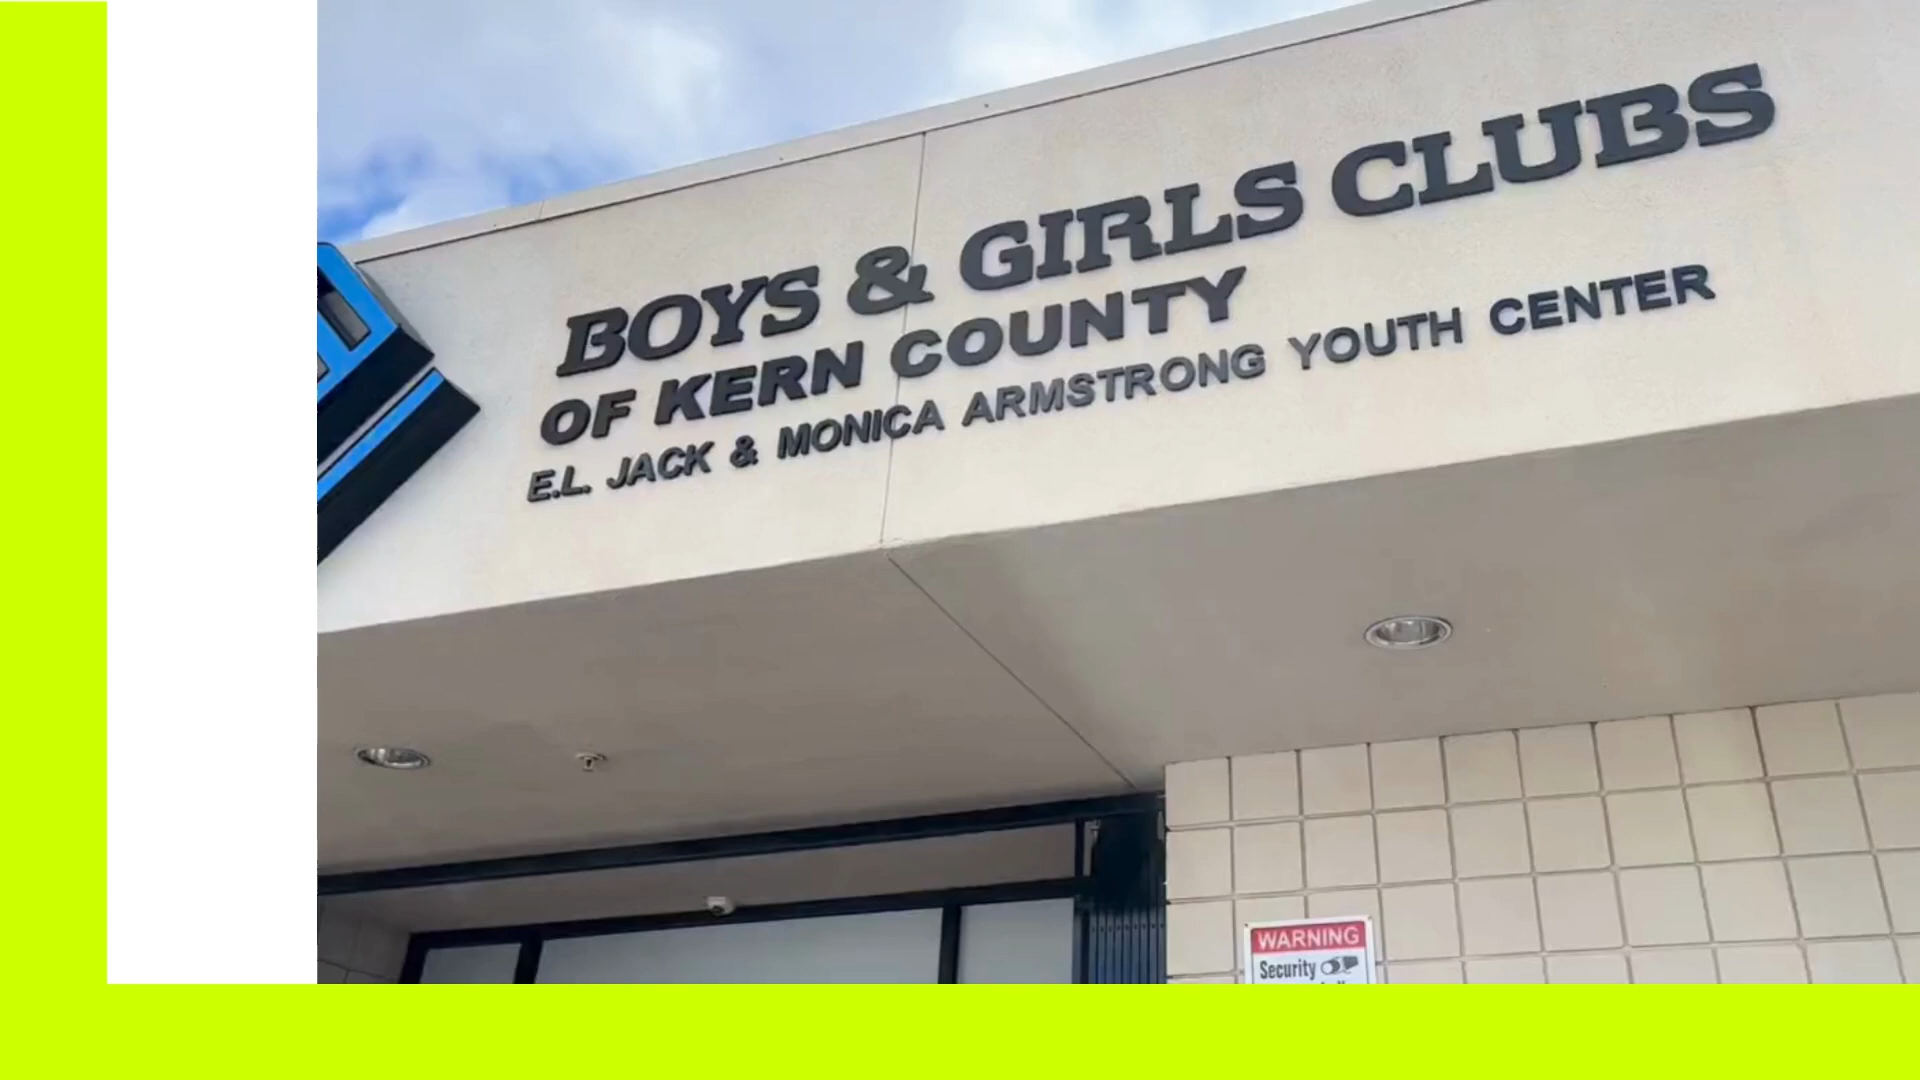 BOYS & GIRLS CLUBS
OF KERN COUNTY
E.L. JACK & MONICA ARMSTRONG YOUTH CENTER
WARNING
Security